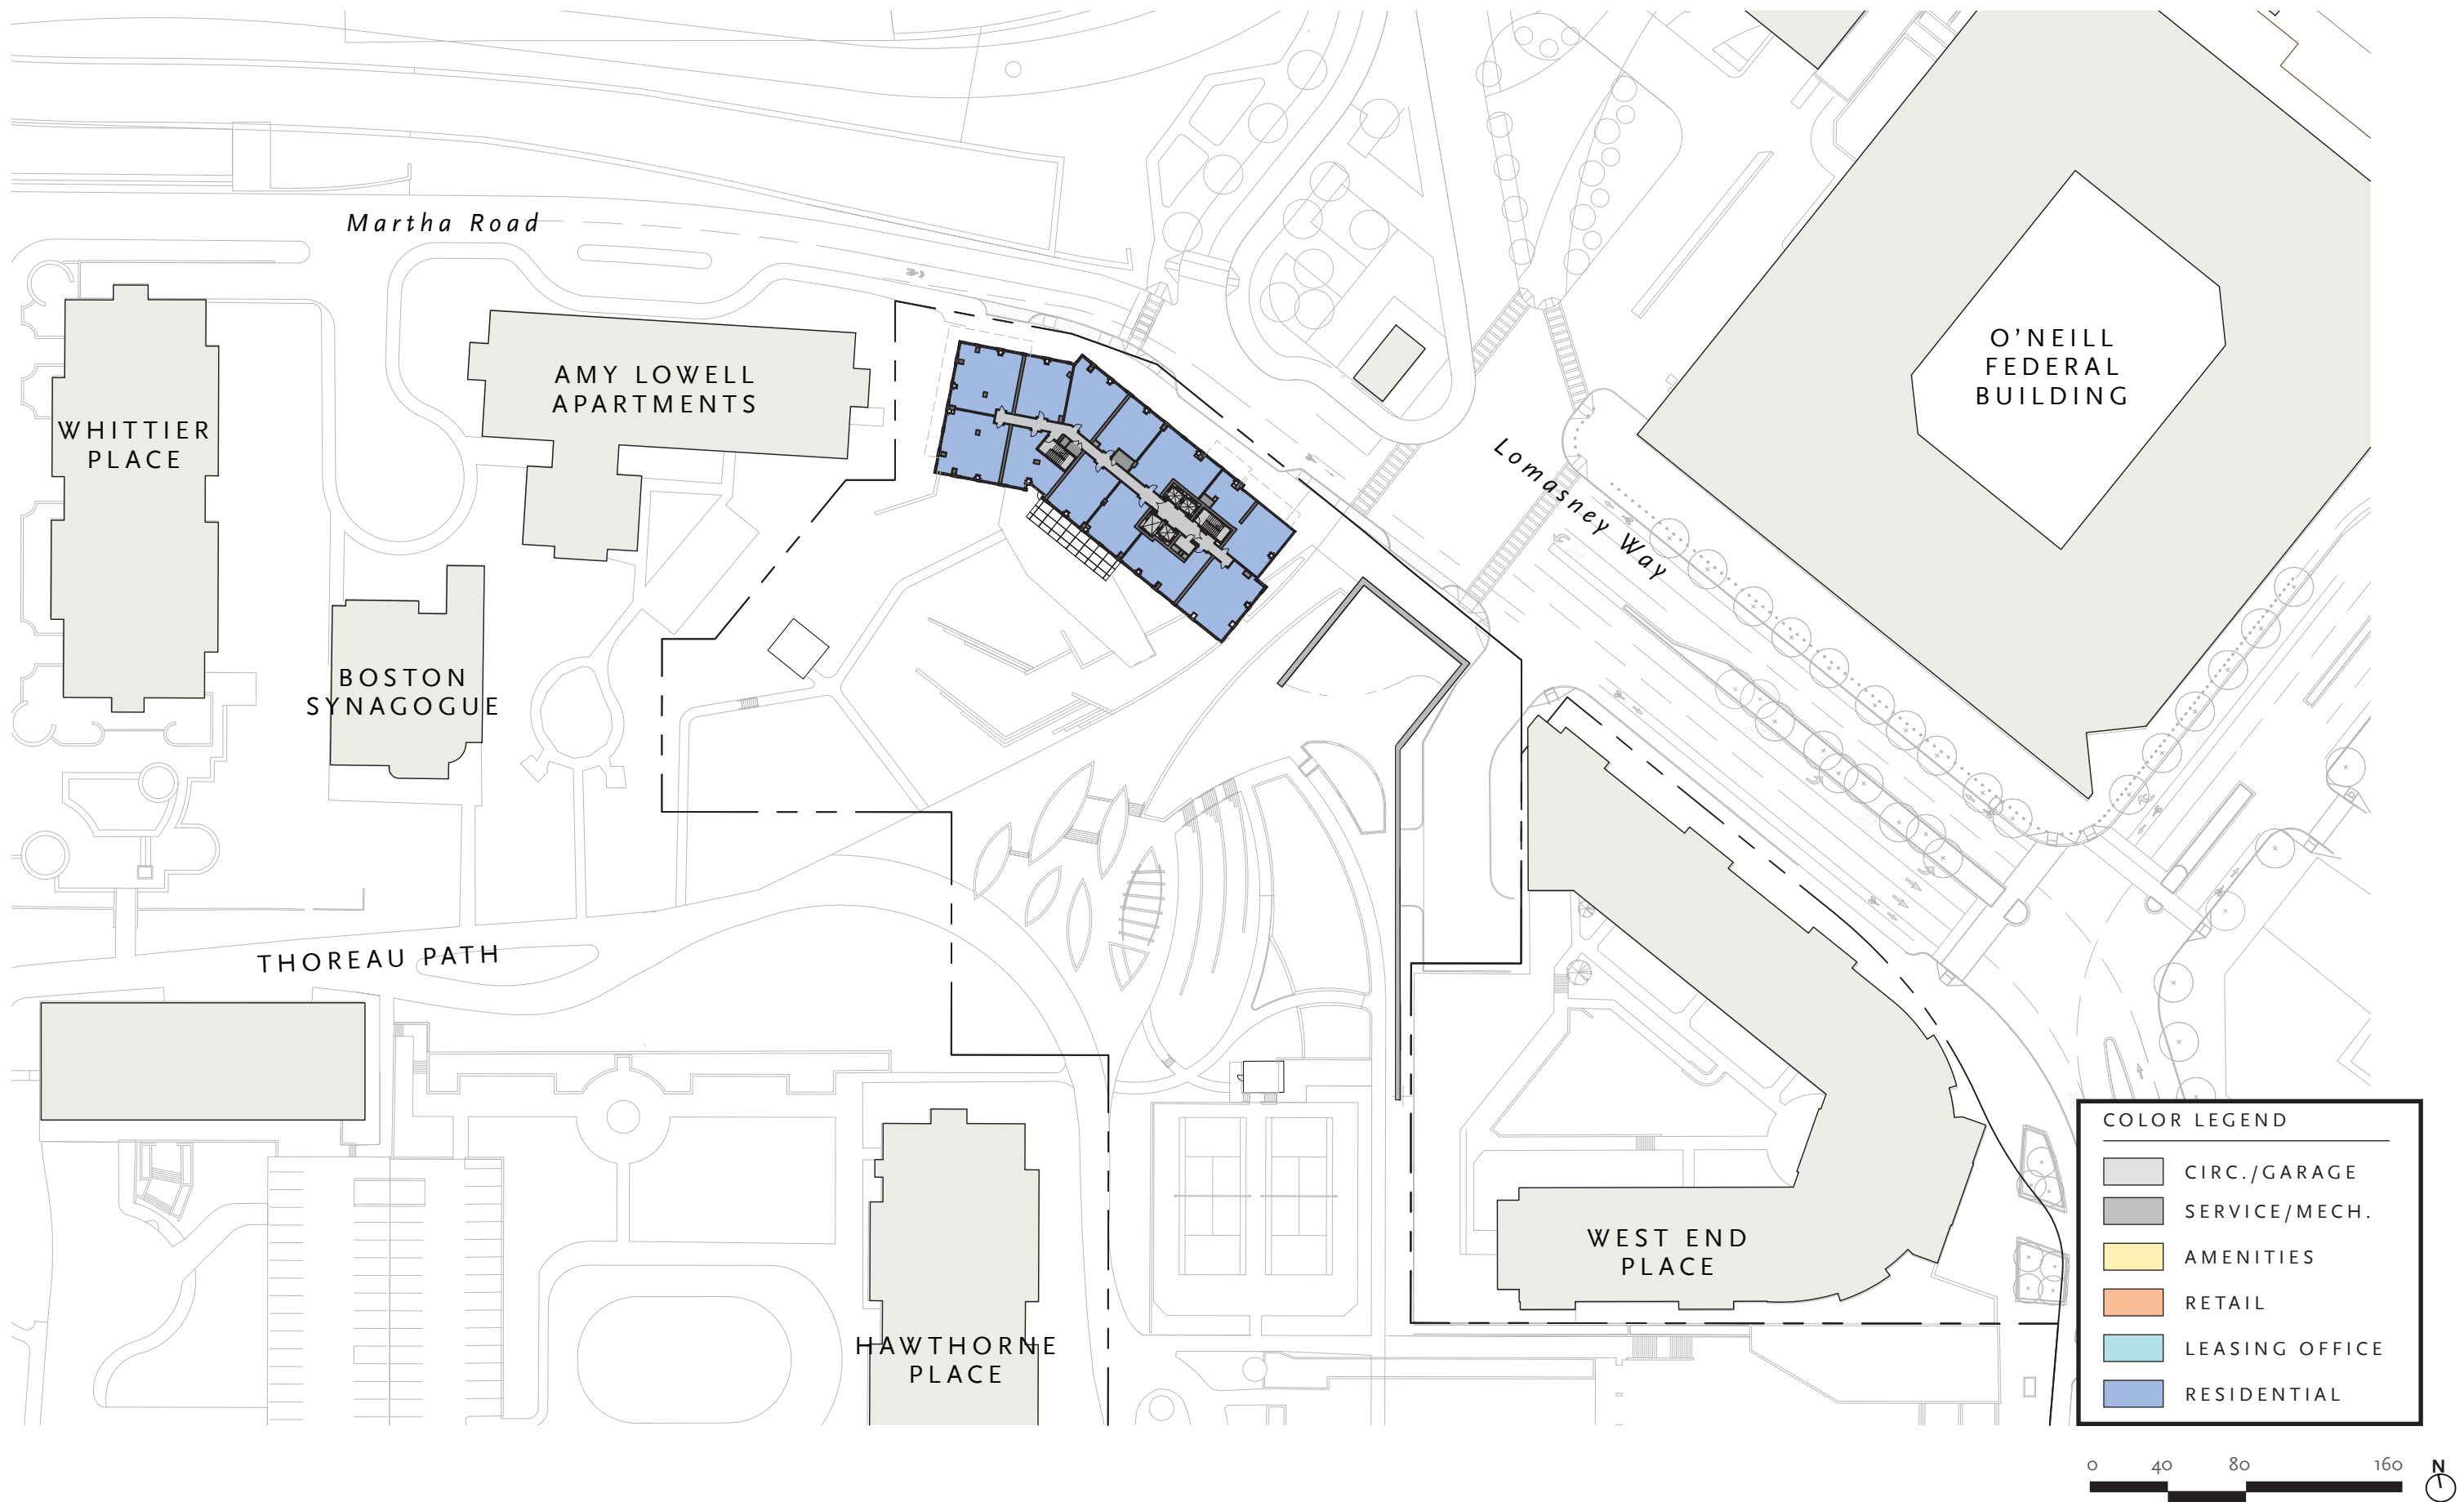 Martha Road
O'NEILL
FEDERAL
BUILDING
AMY LOWELL
APARTMENTS
WHITTIER
PLACE
Lomasney Way
BOSTON
SYNAGOGUE
THOREAU PATH
WEST END
PLACE
HAWTHORNE
PLACE
COLOR LEGEND
CIRC./GARAGE
SERVICE/MECH.
AMENITIES
RETAIL
LEASING OFFICE
RESIDENTIAL
0 40 80 160
N